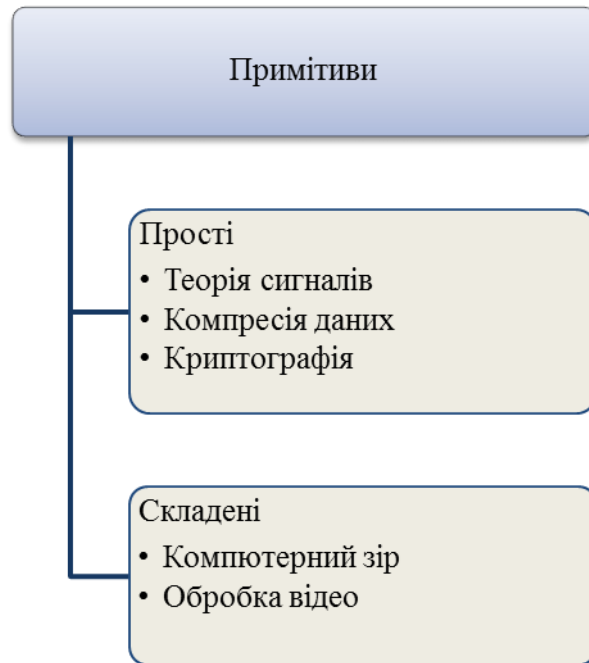 Примітиви
Прості
• Теорія сигналів
• Компресія даних
• Криптографія
Складені
• Компютерний зір
• Обробка відео